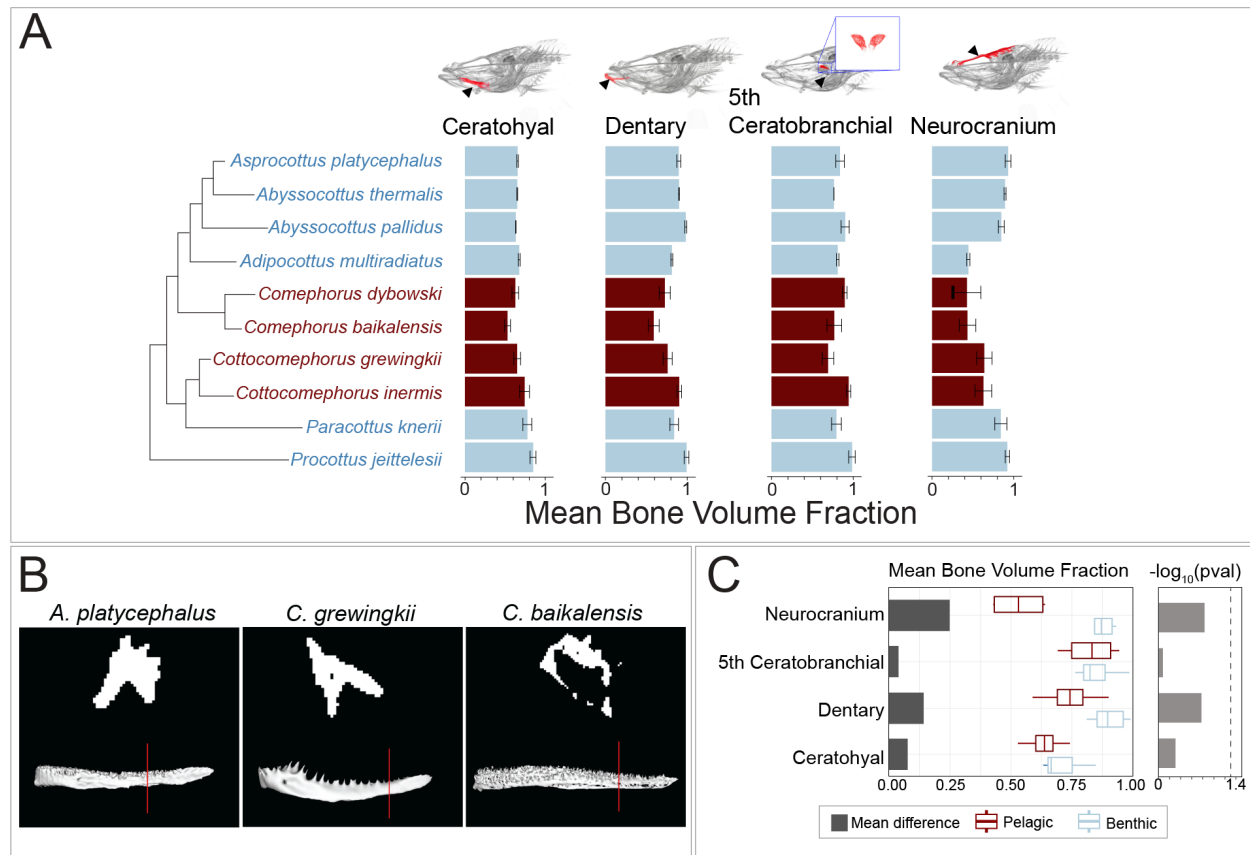 A
5th
Ceratohyal
Dentary
Ceratobranchial
Neurocranium
Asprocottus platycephalus
Abyssocottus thermalis
Abyssocottus pallidus
Adipocottus multiradiatus
Comephorus dybowski
Comephorus baikalensis
Cottocomephorus grewingkii
Cottocomephorus inermis
Paracottus knerii
Procottus jeittelesii
0 1 0 1 0 1 0 1
Mean Bone Volume Fraction
B
A. platycephalus
C. grewingkii
C. baikalensis
C
Mean Bone Volume Fraction
-log10(pval)
Neurocranium
5th Ceratobranchial
Dentary
Ceratohyal
0.00 0.25 0.50 0.75 1.00
0 1.4
Mean difference
Pelagic
Benthic